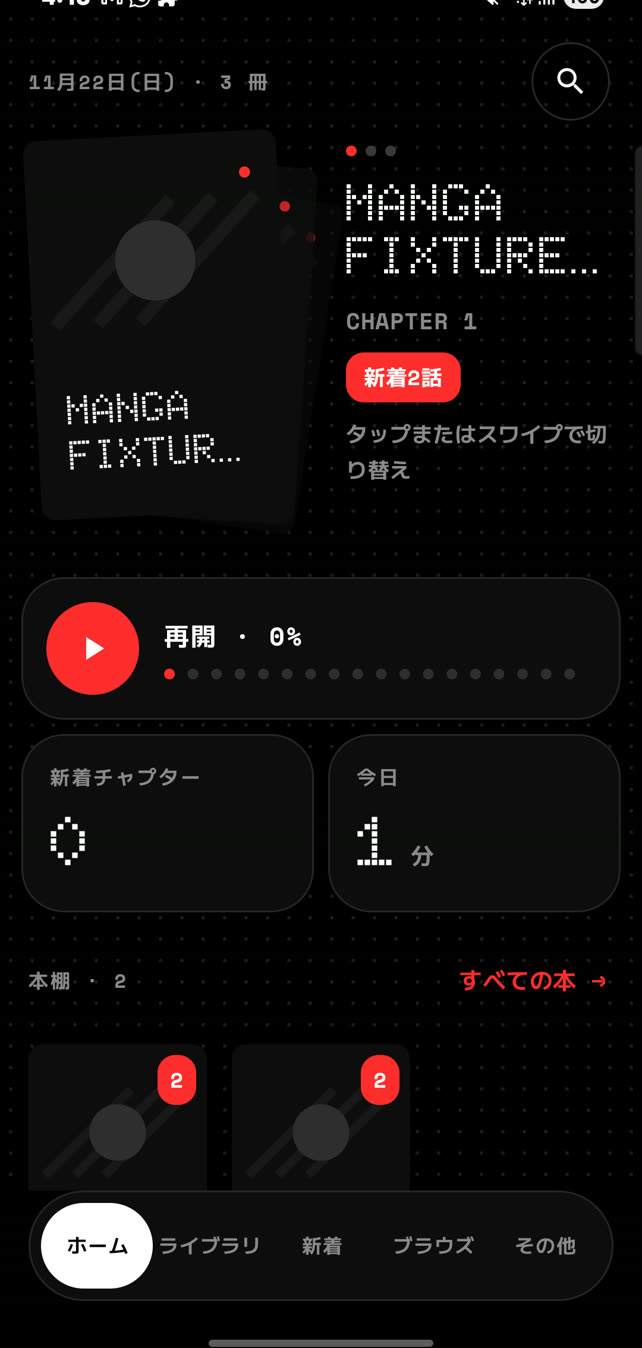 11月22日(日) · 3 冊
MANGA
FIXTURE…
CHAPTER 1
新着2話
タップまたはスワイプで切
り替え
MANGA
FIXTUR…
再開 · 0%
新着チャプター
0
今日
1 分
本棚 · 2
すべての本 →
2
2
ホーム
ライブラリ
新着
ブラウズ
その他